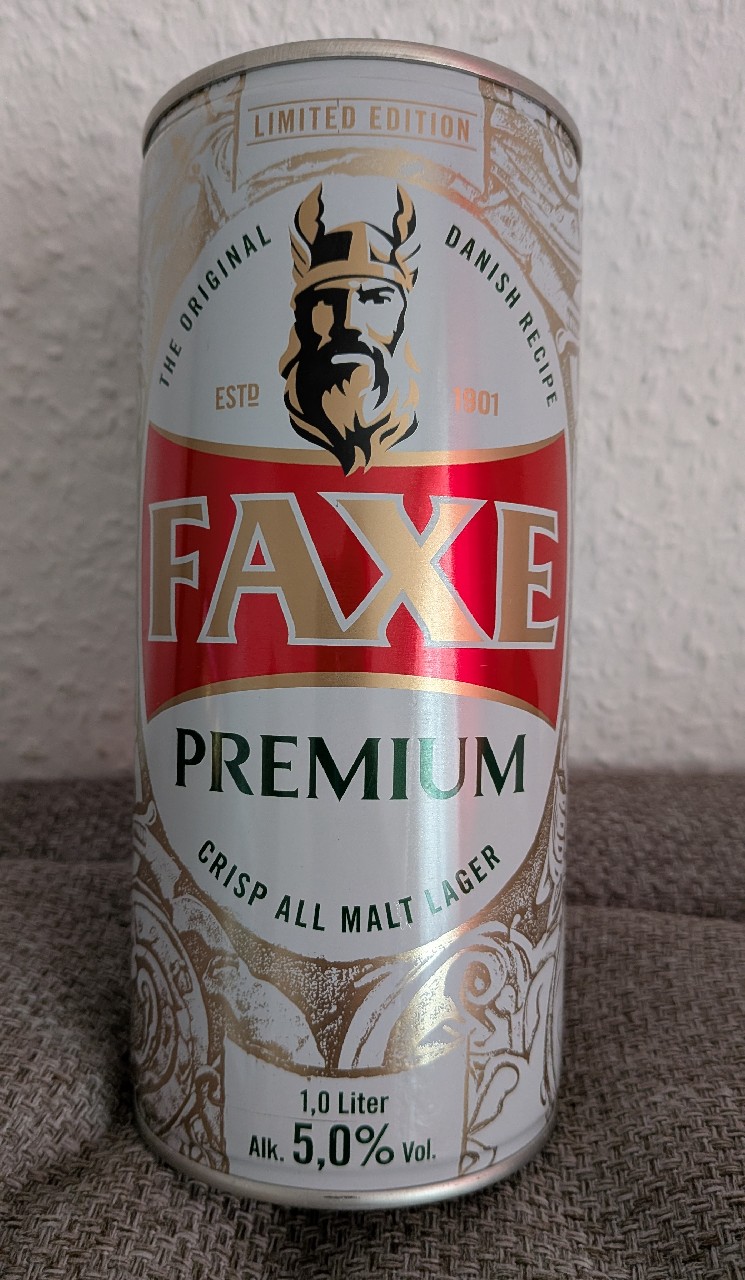 LIMITED EDITION
THE ORIGINAL
DANISH RECIPE
ESTD
1901
FAXE
PREMIUM
CRISP ALL MALT LAGER
1,0 Liter
Alk. 5,0% Vol.